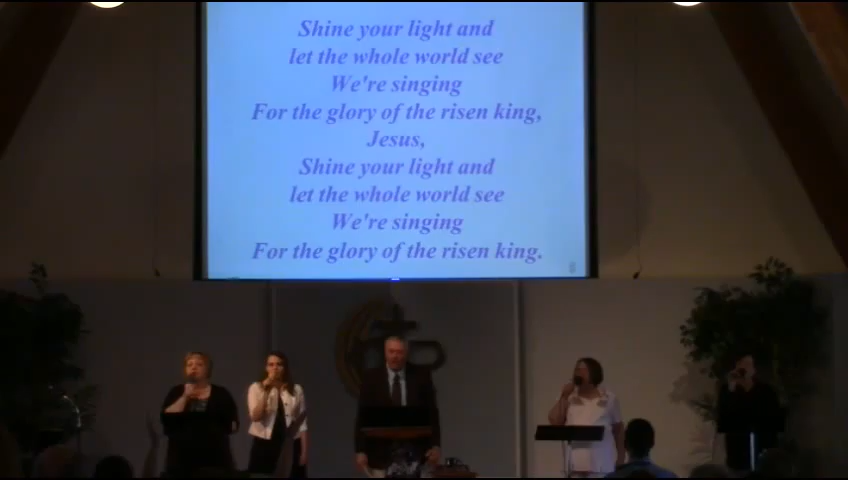 Shine your light and
let the whole world see
We're singing
For the glory of the risen king,
Jesus,
Shine your light and
let the whole world see
We're singing
For the glory of the risen king.